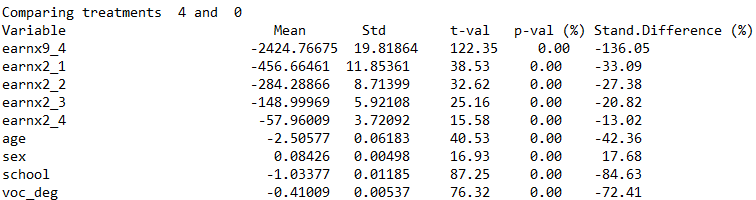 Comparing treatments 4 and 0
Variable Mean Std t-val p-val (%) Stand.Difference (%)
earnx9_4 -2424.76675 19.81864 122.35 0.00 -136.05
earnx2_1 -456.66461 11.85361 38.53 0.00 -33.09
earnx2_2 -284.28866 8.71399 32.62 0.00 -27.38
earnx2_3 -148.99969 5.92108 25.16 0.00 -20.82
earnx2_4 -57.96009 3.72092 15.58 0.00 -13.02
age -2.50577 0.06183 40.53 0.00 -42.36
sex 0.08426 0.00498 16.93 0.00 17.68
school -1.03377 0.01185 87.25 0.00 -84.63
voc_deg -0.41009 0.00537 76.32 0.00 -72.41